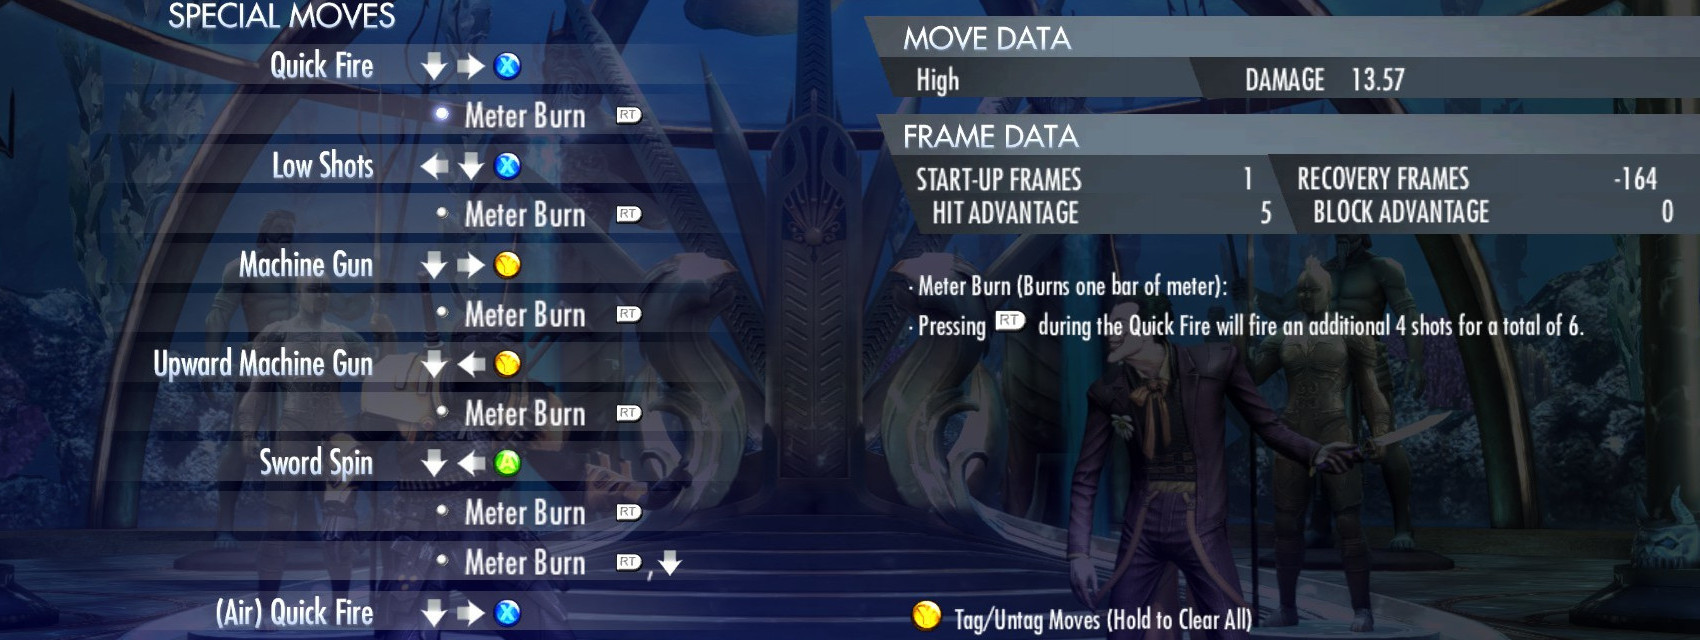 SPECIAL MOVES
Quick Fire X
Meter Burn RT
Low Shots X
Meter Burn RT
Machine Gun Y
Meter Burn RT
Upward Machine Gun Y
Meter Burn RT
Sword Spin A
Meter Burn RT
Meter Burn RT ,
(Air) Quick Fire X
MOVE DATA
High DAMAGE 13.57
FRAME DATA
START-UP FRAMES 1 RECOVERY FRAMES -164
HIT ADVANTAGE 5 BLOCK ADVANTAGE 0
· Meter Burn (Burns one bar of meter):
· Pressing RT during the Quick Fire will fire an additional 4 shots for a total of 6.
Y Tag/Untag Moves (Hold to Clear All)